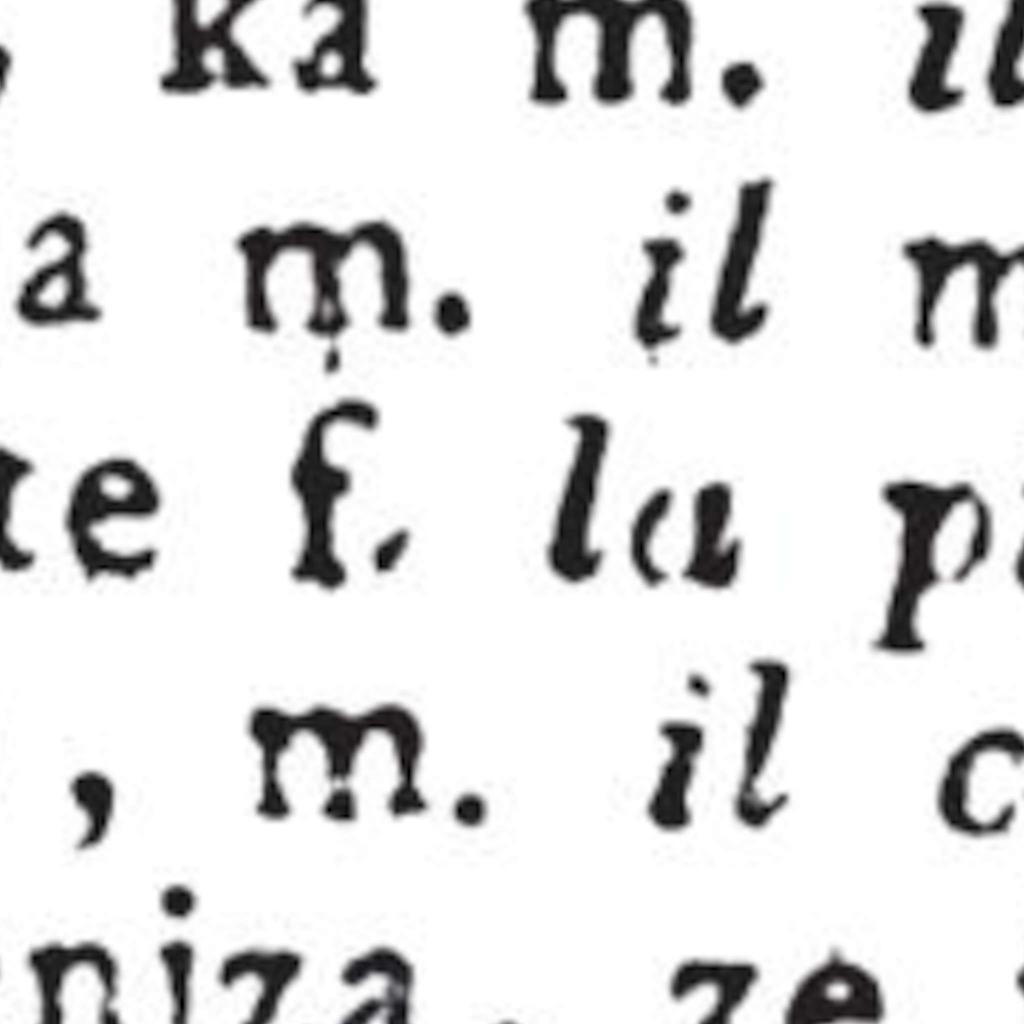 , ka m. il
a m. il m
te f. la p
, m. il c
niza, ze